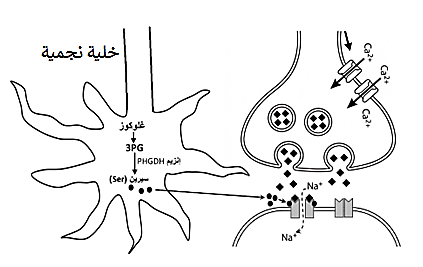 خلية نجمية
غلوكوز
3PG
إنزيم PHGDH
سيرين (Ser)
Ca²⁺
Ca²⁺
Ca²⁺
Na⁺
Na⁺